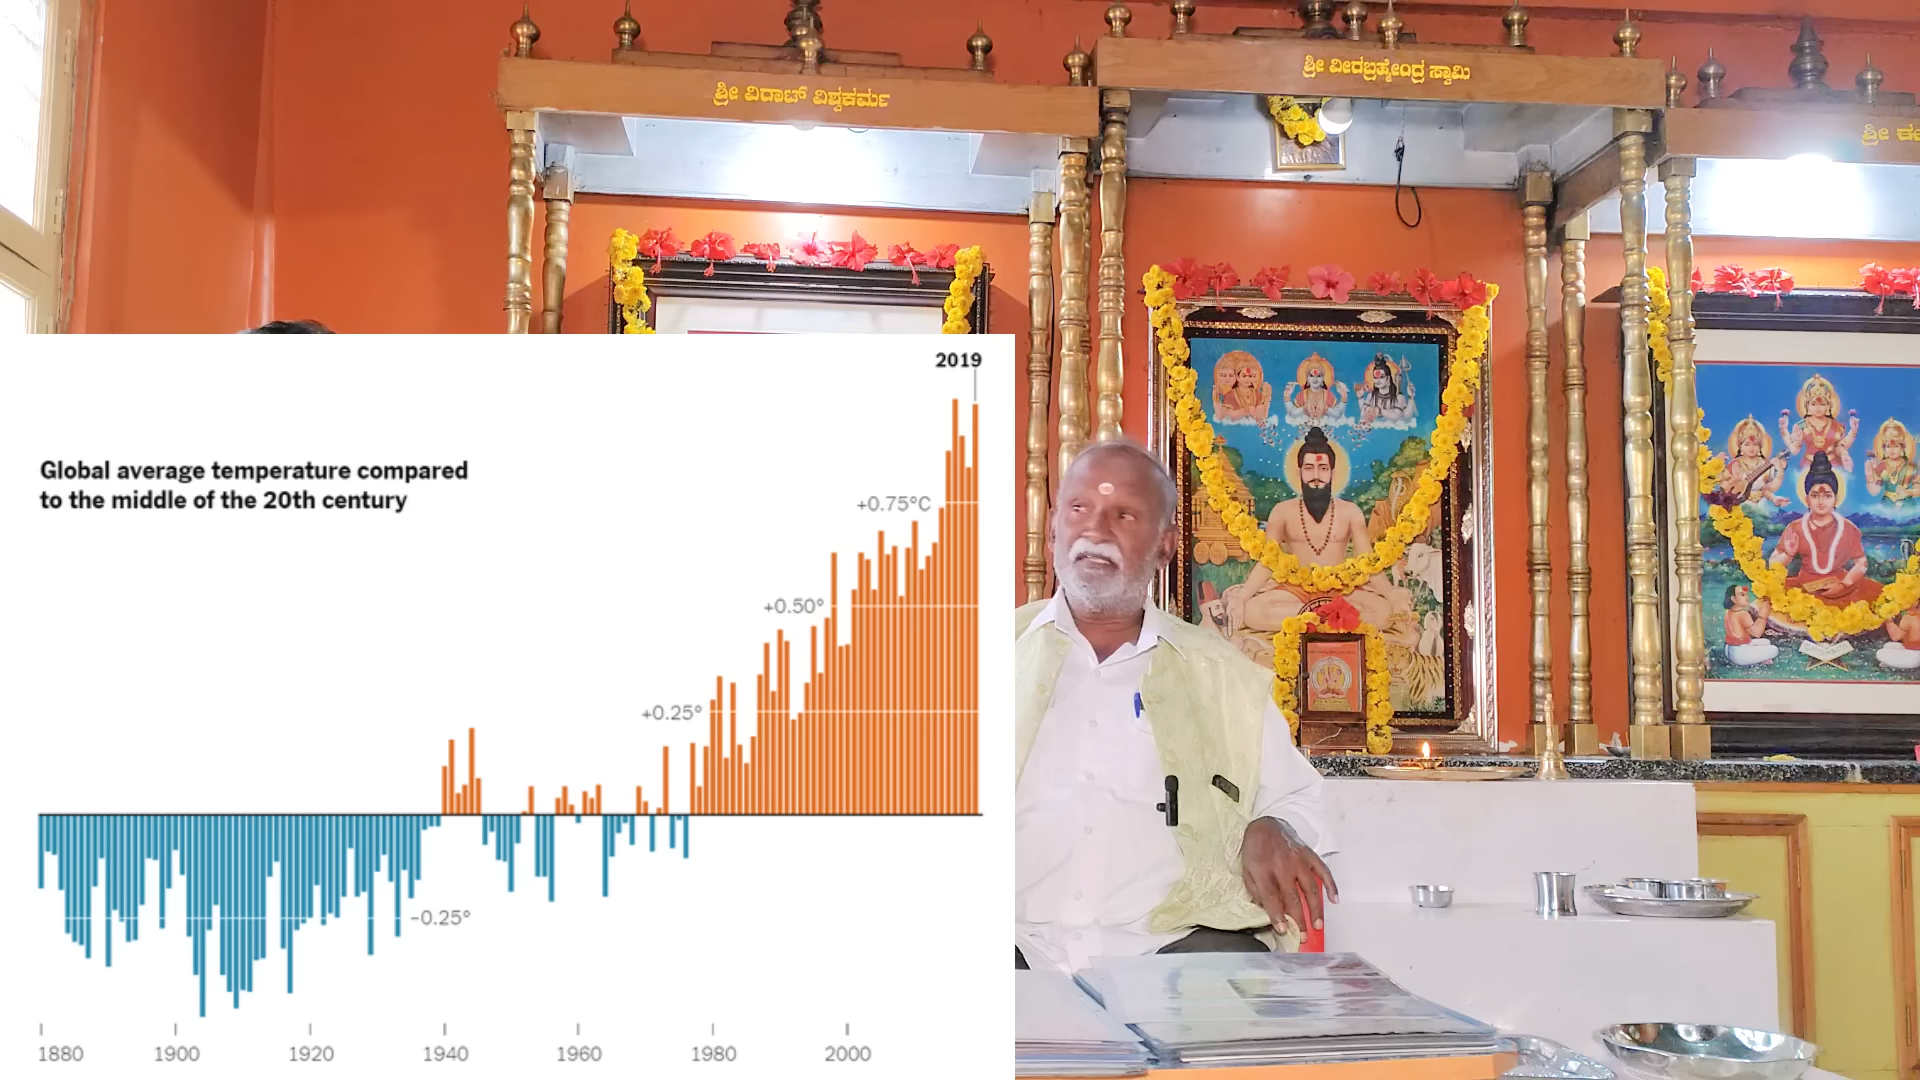 ಶ್ರೀ ವಿರಾಟ್ ವಿಶ್ವಕರ್ಮ
ಶ್ರೀ ವೀರಬ್ರಹ್ಮೇಂದ್ರ ಸ್ವಾಮಿ
ಶ್ರೀ
2019
Global average temperature compared
to the middle of the 20th century
+0.75°C
+0.50°
+0.25°
-0.25°
1880 1900 1920 1940 1960 1980 2000